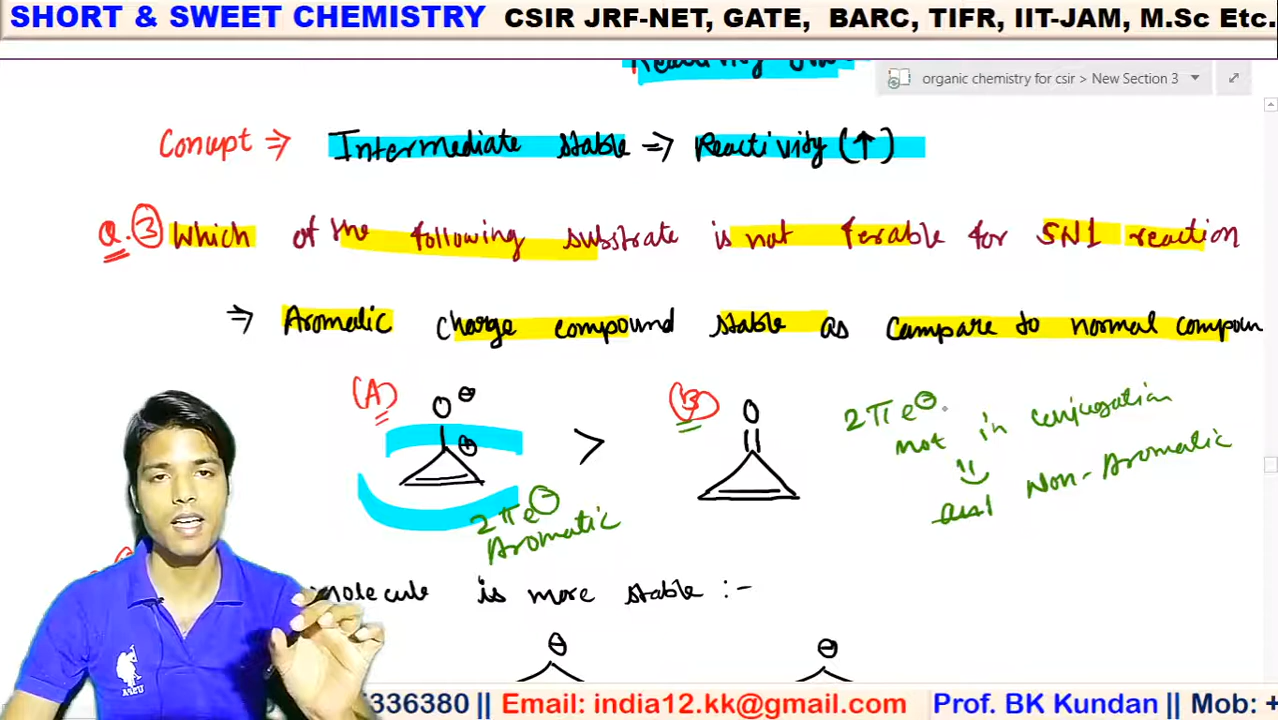 SHORT & SWEET CHEMISTRY CSIR JRF-NET, GATE, BARC, TIFR, IIT-JAM, M.Sc Etc.
organic chemistry for csir > New Section 3
Concept ⇒ Intermediate stable ⇒ Reactivity (↑)
Q.③ Which of the following substrate is not ferable for SN1 reaction
⇒ Aromatic charge compound stable as campare to normal compoun
(A) O⊖ ⊕ > (B) O 2πe⊖ not in conjugation
Non-Aromatic
2πe⊖
Aromatic
molecule is more stable :-
⊖ ⊖
336380 || Email: india12.kk@gmail.com Prof. BK Kundan || Mob: +